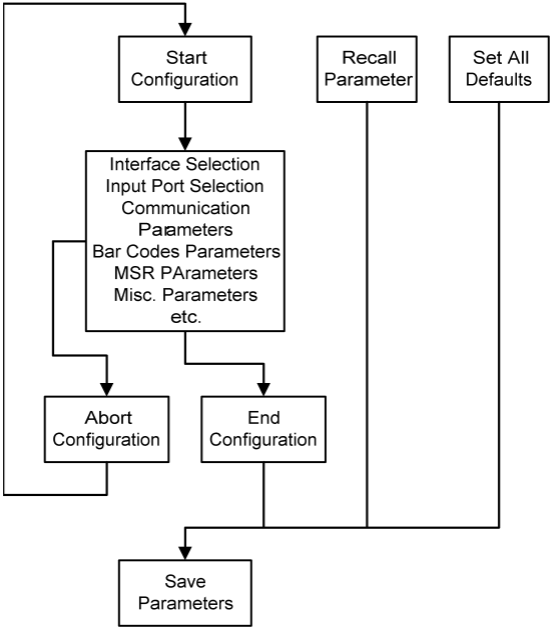 Start
Configuration
Recall
Parameter
Set All
Defaults
Interface Selection
Input Port Selection
Communication
Parameters
Bar Codes Parameters
MSR PArameters
Misc. Parameters
etc.
Abort
Configuration
End
Configuration
Save
Parameters